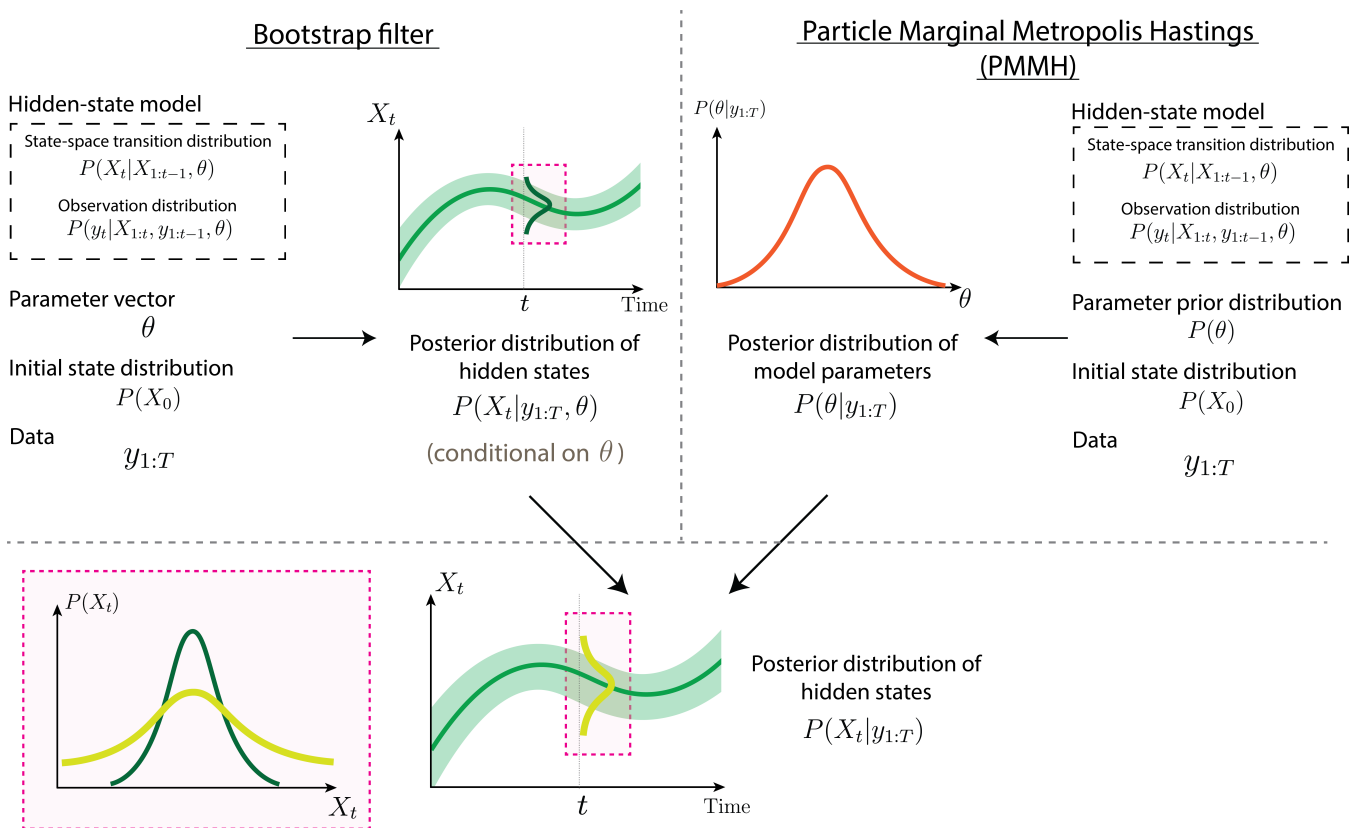 Bootstrap filter
Hidden-state model
State-space transition distribution
P(X_t|X_{1:t−1}, θ)
Observation distribution
P(y_t|X_{1:t}, y_{1:t−1}, θ)
Parameter vector
θ
Initial state distribution
P(X_0)
Data
y_{1:T}
X_t
t
Time
Posterior distribution of
hidden states
P(X_t|y_{1:T}, θ)
(conditional on θ)
Particle Marginal Metropolis Hastings
(PMMH)
P(θ|y_{1:T})
θ
Posterior distribution of
model parameters
P(θ|y_{1:T})
Hidden-state model
State-space transition distribution
P(X_t|X_{1:t−1}, θ)
Observation distribution
P(y_t|X_{1:t}, y_{1:t−1}, θ)
Parameter prior distribution
P(θ)
Initial state distribution
P(X_0)
Data
y_{1:T}
P(X_t)
X_t
X_t
t
Time
Posterior distribution of
hidden states
P(X_t|y_{1:T})